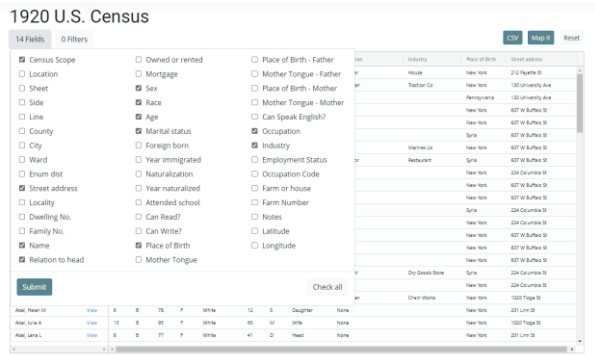 1920 U.S. Census
14 Fields 0 Filters CSV Map It Reset
Census Scope Owned or rented Place of Birth - Father Industry Place of Birth Street address
Location Mortgage Mother Tongue - Father House New York 212 Fayette St
Sheet Sex Place of Birth - Mother Traction Co New York 130 University Ave
Side Race Mother Tongue - Mother Pennsylvania 130 University Ave
Line Age Can Speak English? New York 637 W Buffalo St
County Marital status Occupation New York 637 W Buffalo St
City Foreign born Industry Syria 637 W Buffalo St
Ward Year immigrated Employment Status Marines Us New York 637 W Buffalo St
Enum dist Naturalization Occupation Code Restaurant Syria 637 W Buffalo St
Street address Year naturalized Farm or house New York 224 Columbia St
Locality Attended school Farm Number New York 637 W Buffalo St
Dwelling No. Can Read? Notes New York 637 W Buffalo St
Family No. Can Write? Latitude Syria 224 Columbia St
Name Place of Birth Longitude New York 224 Columbia St
Relation to head Mother Tongue New York 637 W Buffalo St
New York 637 W Buffalo St
Dry Goods Store Syria 224 Columbia St
Submit Check all New York 224 Columbia St
Chain Works New York 1020 Tioga St
Abel, Helen M View 6 B 76 F White 12 S Daughter None New York 231 Linn St
Abel, Julia A View 13 B 95 F White 65 M Wife None New York 1020 Tioga St
Abel, Lena L View 6 B 77 F White 41 D Head None New York 231 Linn St